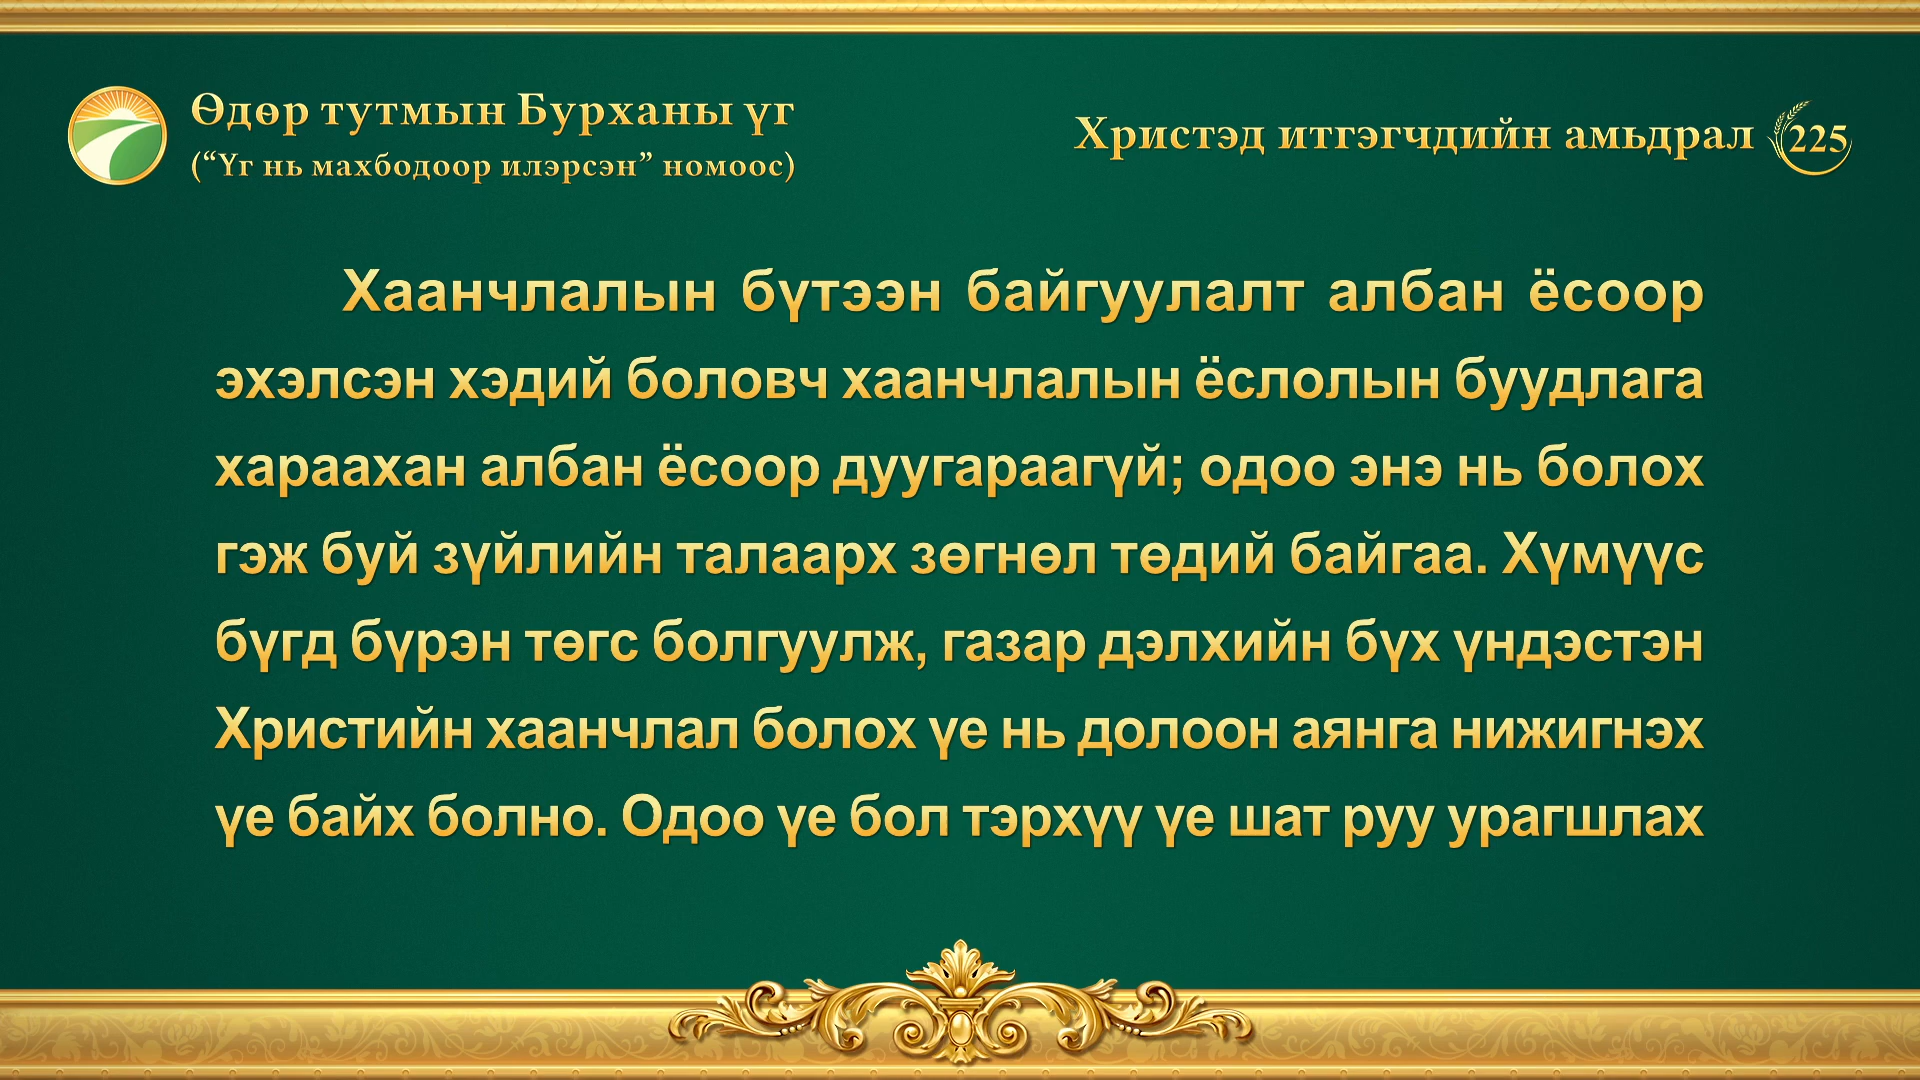 Өдөр тутмын Бурханы үг
(“Үг нь махбодоор илэрсэн” номоос)
Христэд итгэгчдийн амьдрал 225
Хаанчлалын бүтээн байгуулалт албан ёсоор
эхэлсэн хэдий боловч хаанчлалын ёслолын буудлага
хараахан албан ёсоор дуугараагүй; одоо энэ нь болох
гэж буй зүйлийн талаарх зөгнөл төдий байгаа. Хүмүүс
бүгд бүрэн төгс болгуулж, газар дэлхийн бүх үндэстэн
Христийн хаанчлал болох үе нь долоон аянга нижигнэх
үе байх болно. Одоо үе бол тэрхүү үе шат руу урагшлах